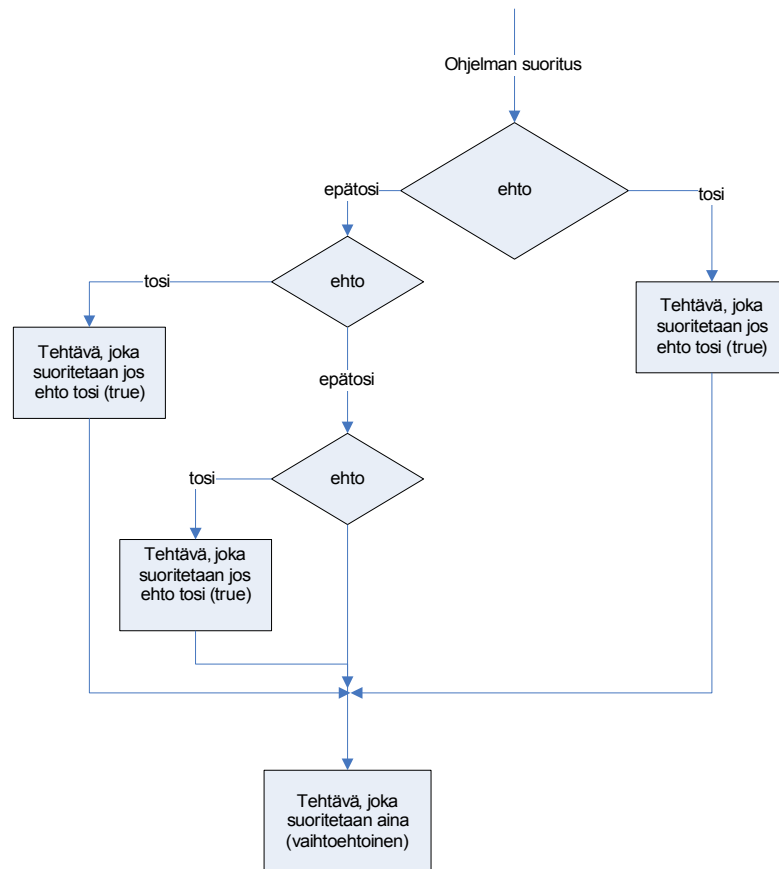 Ohjelman suoritus
ehto
epätosi
tosi
ehto
tosi
Tehtävä, joka
suoritetaan jos
ehto tosi (true)
Tehtävä, joka
suoritetaan jos
ehto tosi (true)
epätosi
ehto
tosi
Tehtävä, joka
suoritetaan jos
ehto tosi (true)
Tehtävä, joka
suoritetaan aina
(vaihtoehtoinen)